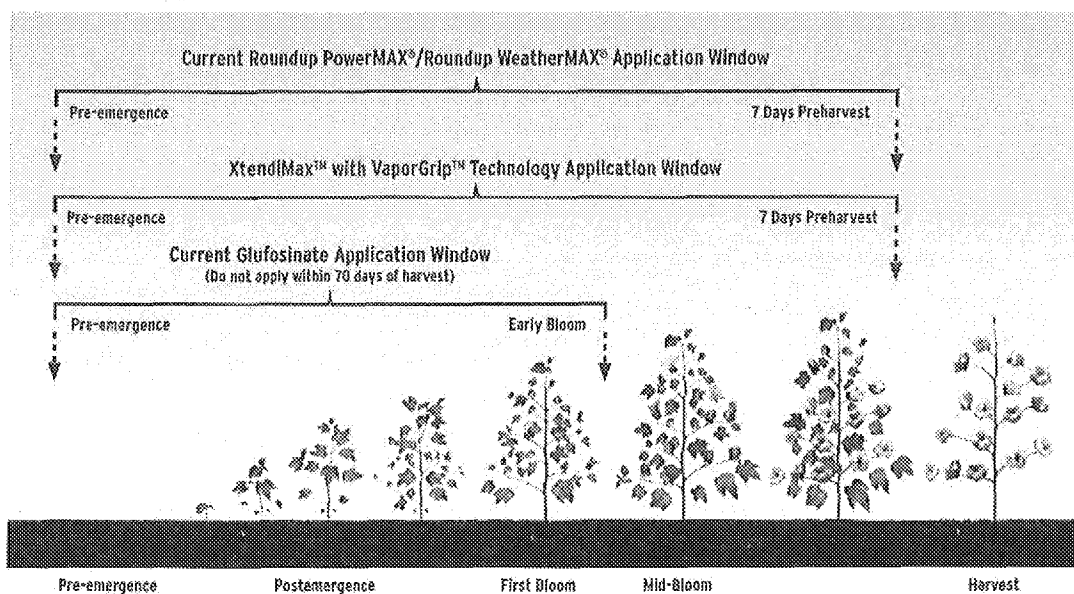 Current Roundup PowerMAX®/Roundup WeatherMAX® Application Window
Pre-emergence 7 Days Preharvest
XtendiMax™ with VaporGrip™ Technology Application Window
Pre-emergence 7 Days Preharvest
Current Glufosinate Application Window
(Do not apply within 70 days of harvest)
Pre-emergence Early Bloom
Pre-emergence Postemergence First Bloom Mid-Bloom Harvest